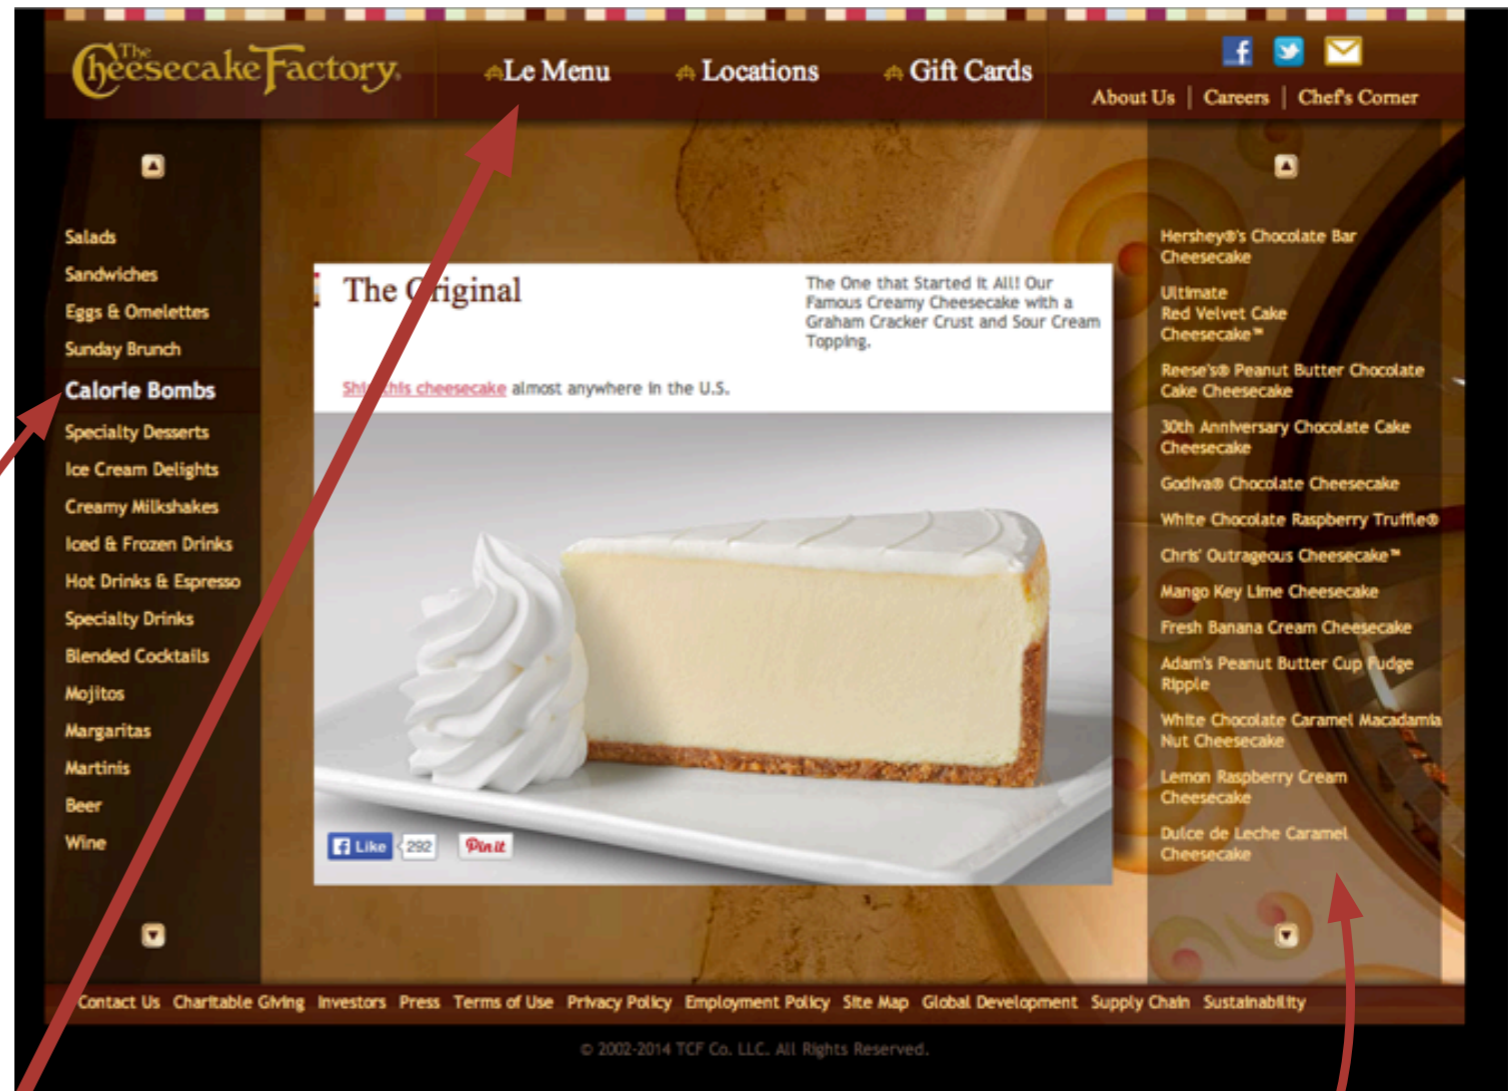 The
Cheesecake Factory®
Le Menu
Locations
Gift Cards
About Us | Careers | Chef's Corner
Salads
Sandwiches
Eggs & Omelettes
Sunday Brunch
Calorie Bombs
Specialty Desserts
Ice Cream Delights
Creamy Milkshakes
Iced & Frozen Drinks
Hot Drinks & Espresso
Specialty Drinks
Blended Cocktails
Mojitos
Margaritas
Martinis
Beer
Wine
The Original
The One that Started It All! Our
Famous Creamy Cheesecake with a
Graham Cracker Crust and Sour Cream
Topping.
Ship this cheesecake almost anywhere in the U.S.
Like 292
Pin it
Hershey®'s Chocolate Bar
Cheesecake
Ultimate
Red Velvet Cake
Cheesecake™
Reese's® Peanut Butter Chocolate
Cake Cheesecake
30th Anniversary Chocolate Cake
Cheesecake
Godiva® Chocolate Cheesecake
White Chocolate Raspberry Truffle®
Chris' Outrageous Cheesecake™
Mango Key Lime Cheesecake
Fresh Banana Cream Cheesecake
Adam's Peanut Butter Cup Fudge
Ripple
White Chocolate Caramel Macadamia
Nut Cheesecake
Lemon Raspberry Cream
Cheesecake
Dulce de Leche Caramel
Cheesecake
Contact Us Charitable Giving Investors Press Terms of Use Privacy Policy Employment Policy Site Map Global Development Supply Chain Sustainability
© 2002-2014 TCF Co. LLC. All Rights Reserved.